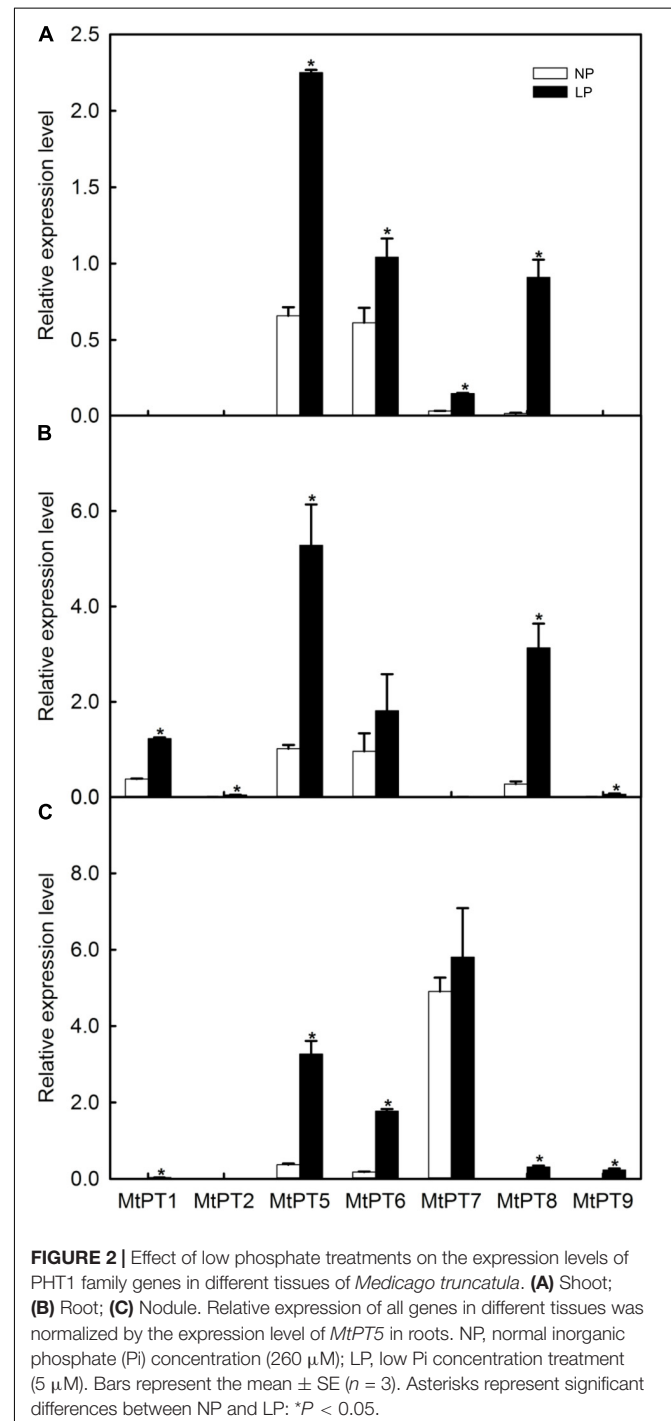 A
2.5
2.0
1.5
1.0
0.5
0.0
Relative expression level
NP
LP
*
*
*
*
B
6.0
4.0
2.0
0.0
Relative expression level
*
*
*
*
*
C
8.0
6.0
4.0
2.0
0.0
Relative expression level
*
*
*
*
*
MtPT1 MtPT2 MtPT5 MtPT6 MtPT7 MtPT8 MtPT9
FIGURE 2 | Effect of low phosphate treatments on the expression levels of
PHT1 family genes in different tissues of Medicago truncatula. (A) Shoot;
(B) Root; (C) Nodule. Relative expression of all genes in different tissues was
normalized by the expression level of MtPT5 in roots. NP, normal inorganic
phosphate (Pi) concentration (260 μM); LP, low Pi concentration treatment
(5 μM). Bars represent the mean ± SE (n = 3). Asterisks represent significant
differences between NP and LP: *P < 0.05.